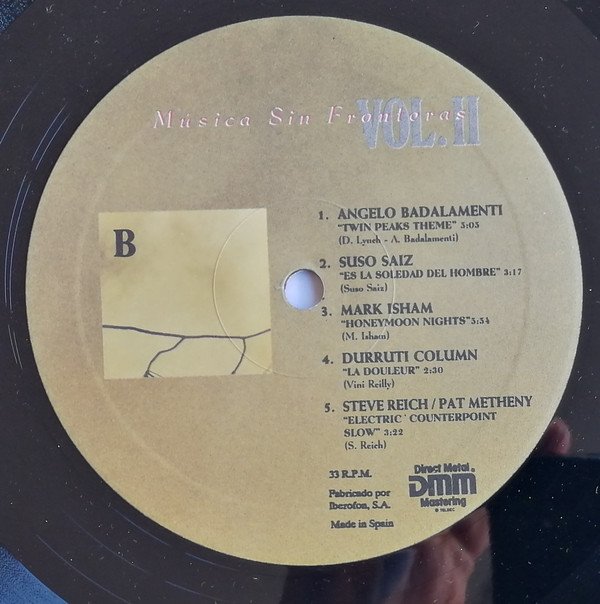 Música Sin Fronteras
VOL. II
B
1. ANGELO BADALAMENTI
"TWIN PEAKS THEME" 5:05
(D. Lynch - A. Badalamenti)
2. SUSO SAIZ
"ES LA SOLEDAD DEL HOMBRE" 3:17
(Suso Saiz)
3. MARK ISHAM
"HONEYMOON NIGHTS" 5:54
(M. Isham)
4. DURRUTI COLUMN
"LA DOULEUR" 2:30
(Vini Reilly)
5. STEVE REICH / PAT METHENY
"ELECTRIC COUNTERPOINT
SLOW" 3:22
(S. Reich)
33 R.P.M.
Fabricado por
Iberofon, S.A.
Made in Spain
Direct Metal
DMM
Mastering
© TELDEC